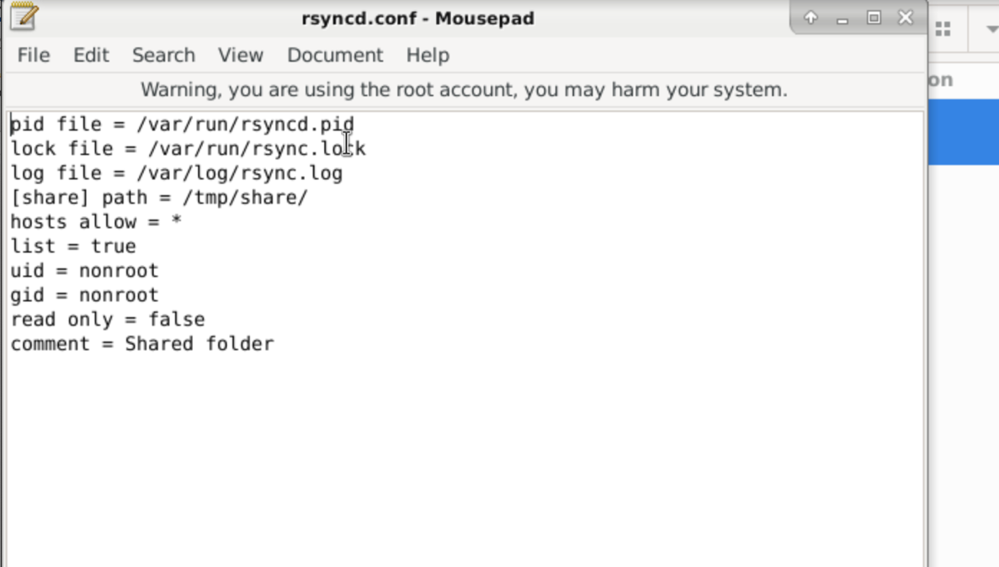 rsyncd.conf - Mousepad
File Edit Search View Document Help
Warning, you are using the root account, you may harm your system.
pid file = /var/run/rsyncd.pid
lock file = /var/run/rsync.lock
log file = /var/log/rsync.log
[share] path = /tmp/share/
hosts allow = *
list = true
uid = nonroot
gid = nonroot
read only = false
comment = Shared folder
on